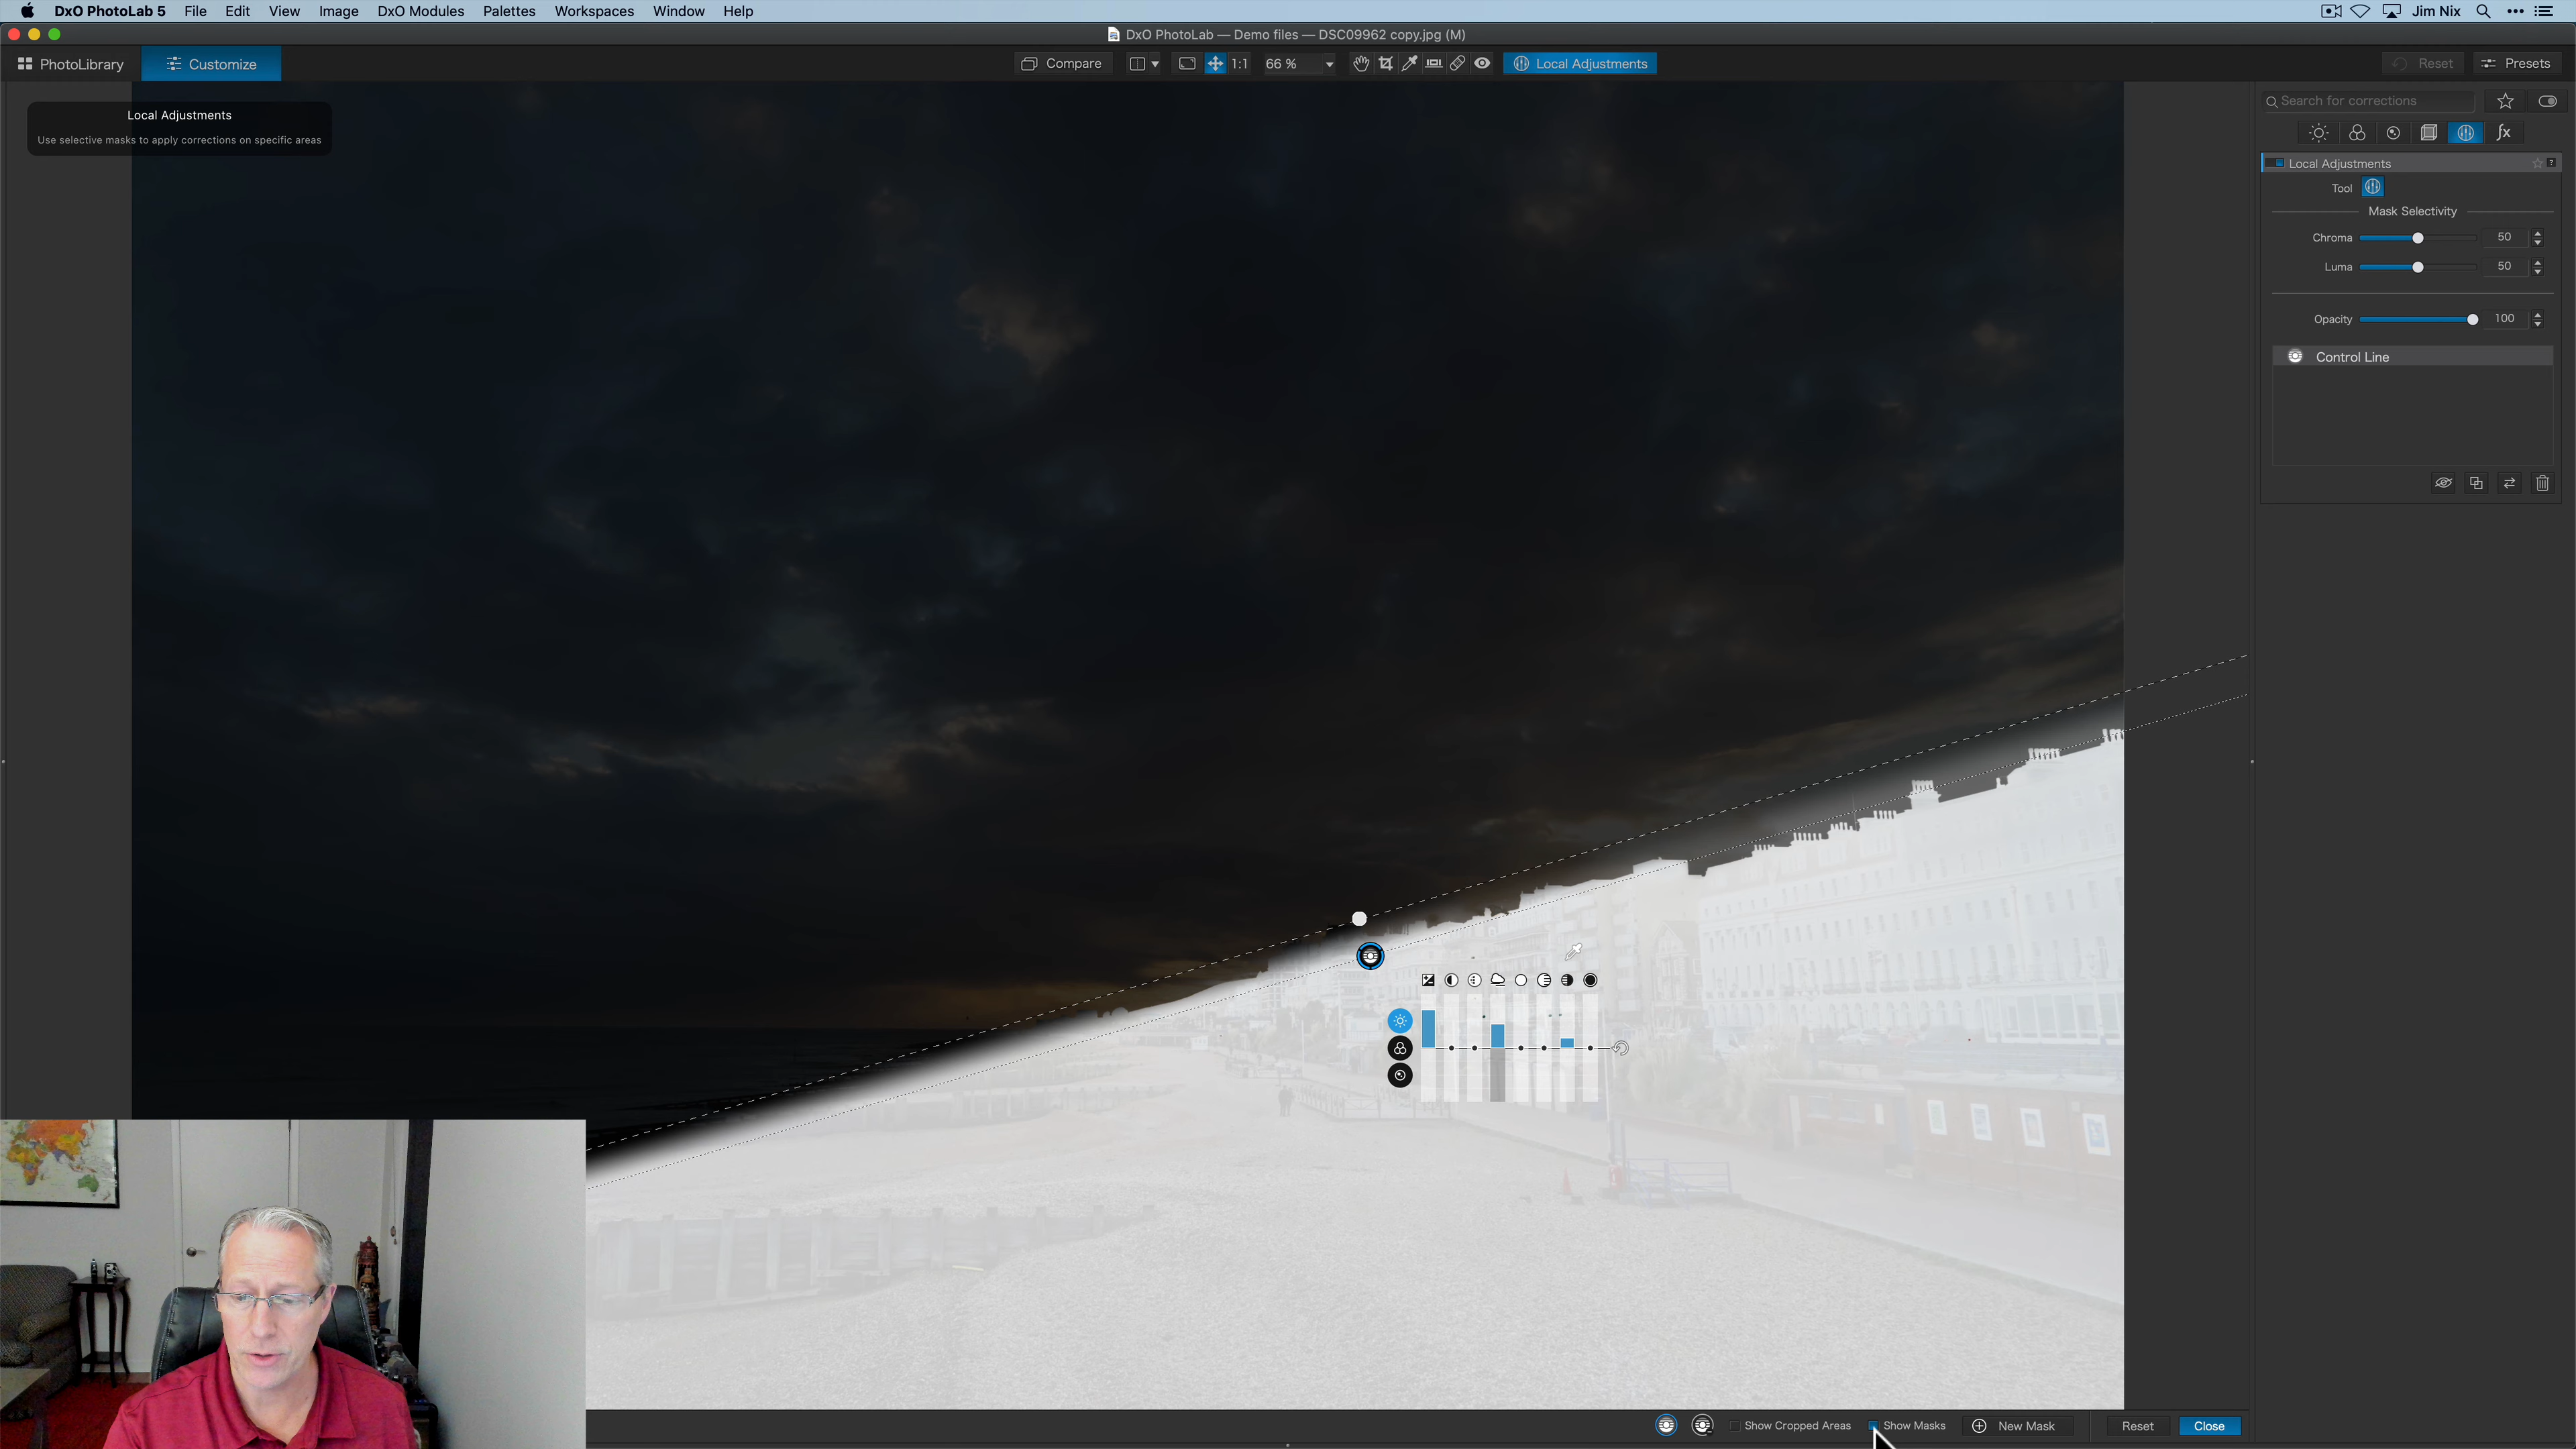 DxO PhotoLab 5 File Edit View Image DxO Modules Palettes Workspaces Window Help Jim Nix
DxO PhotoLab — Demo files — DSC09962 copy.jpg (M)
PhotoLibrary Customize Compare 1:1 66 % Local Adjustments Reset Presets
Local Adjustments
Use selective masks to apply corrections on specific areas
Search for corrections
fx
Local Adjustments ?
Tool
Mask Selectivity
Chroma 50
Luma 50
Opacity 100
Control Line
Show Cropped Areas Show Masks New Mask Reset Close